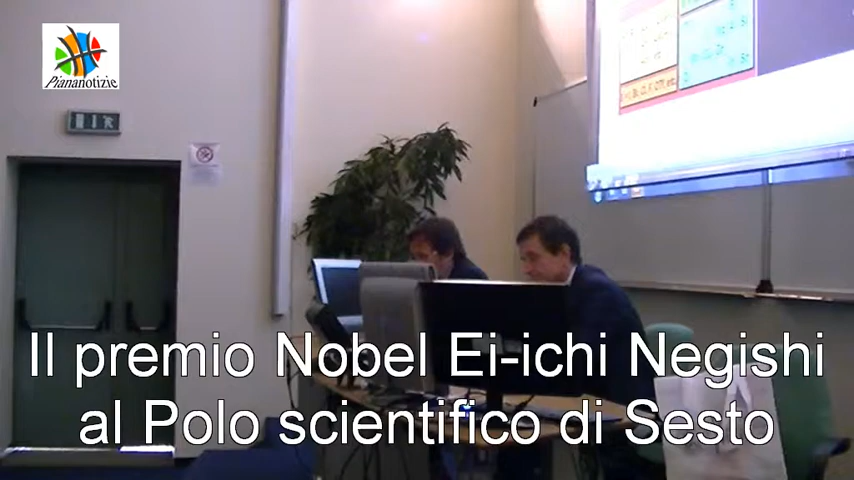 Piananotizie
Il premio Nobel Ei-ichi Negishi
al Polo scientifico di Sesto